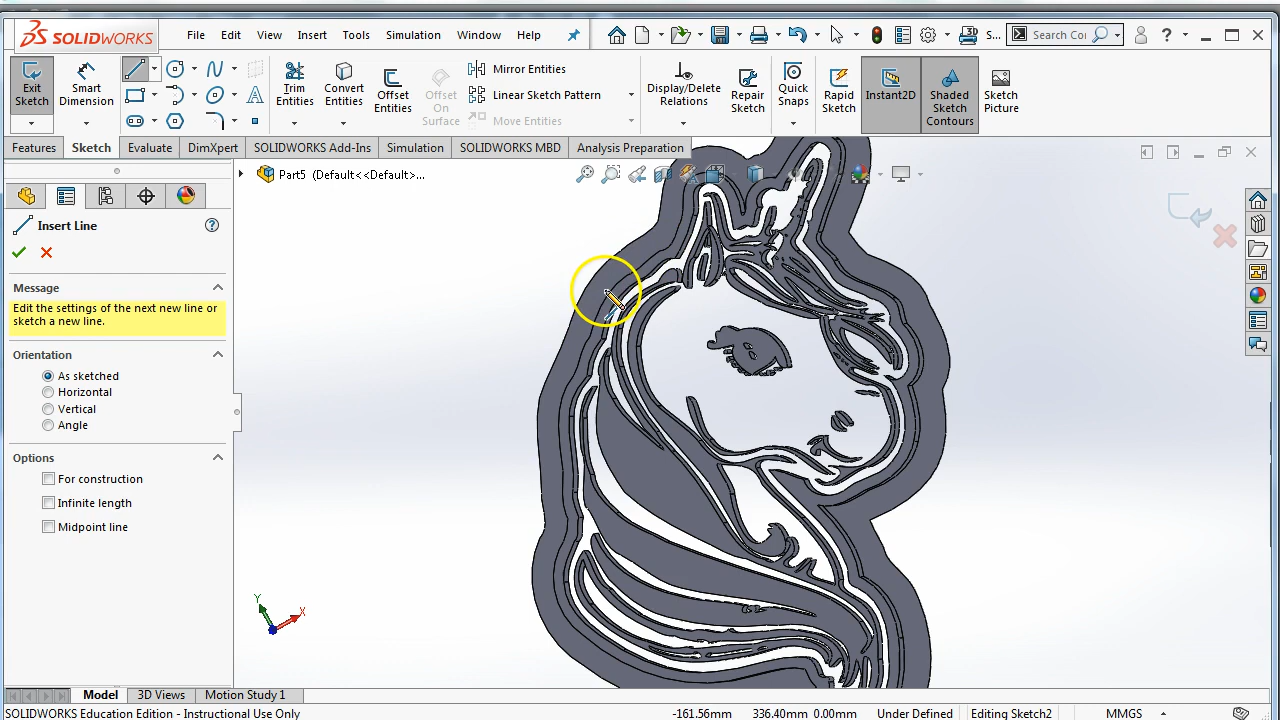 SOLIDWORKS File Edit View Insert Tools Simulation Window Help S... Search Co ?
Exit Sketch
Smart Dimension
Trim Entities
Convert Entities
Offset Entities
Offset On Surface
Mirror Entities
Linear Sketch Pattern
Move Entities
Display/Delete Relations
Repair Sketch
Quick Snaps
Rapid Sketch
Instant2D
Shaded Sketch Contours
Sketch Picture
Features Sketch Evaluate DimXpert SOLIDWORKS Add-Ins Simulation SOLIDWORKS MBD Analysis Preparation
Part5 (Default<<Default>...
Insert Line ?
Message
Edit the settings of the next new line or
sketch a new line.
Orientation
As sketched
Horizontal
Vertical
Angle
Options
For construction
Infinite length
Midpoint line
Y
X
Model 3D Views Motion Study 1
SOLIDWORKS Education Edition - Instructional Use Only -161.56mm 336.40mm 0.00mm Under Defined Editing Sketch2 MMGS